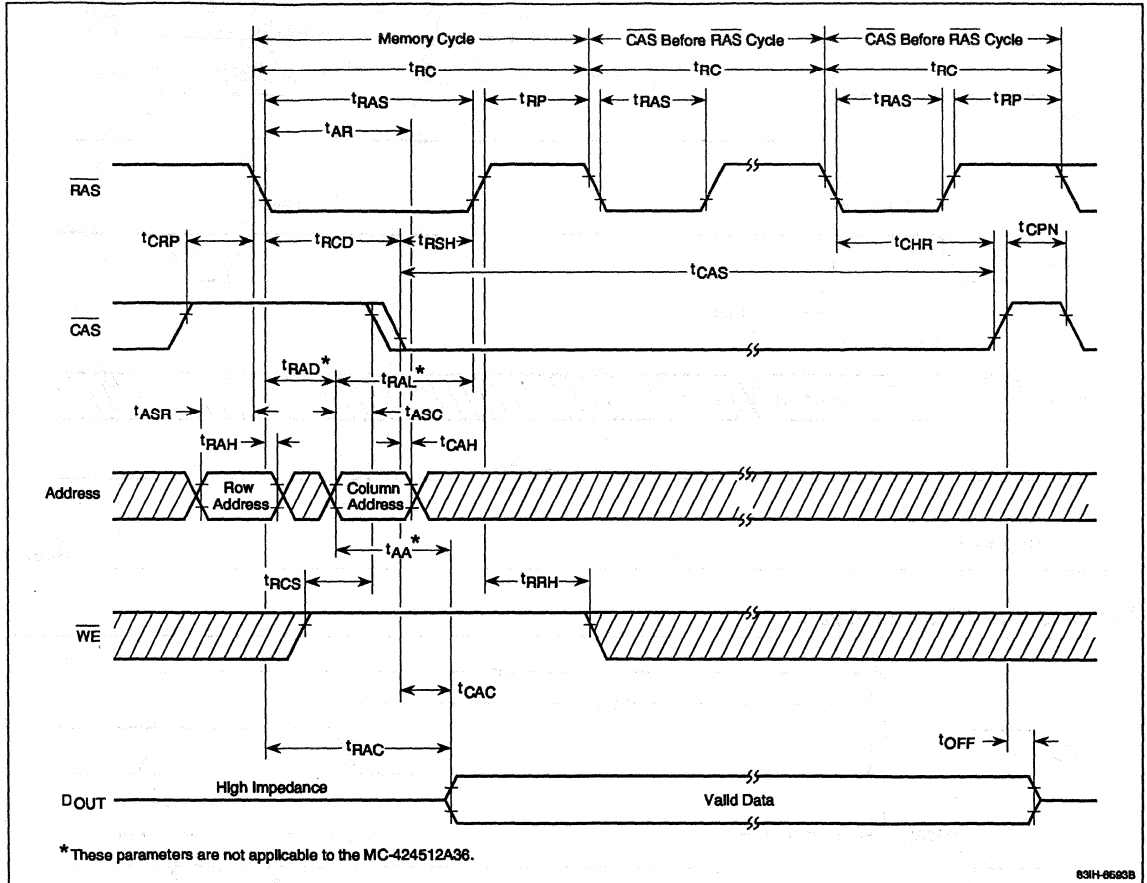 Memory Cycle
CAS Before RAS Cycle
CAS Before RAS Cycle
tRC
tRC
tRC
tRAS
tRP
tRAS
tRAS
tRP
tAR
RAS
tCRP
tRCD
tRSH
tCHR
tCPN
tCAS
CAS
tRAD*
tRAL*
tASR
tASC
tRAH
tCAH
Address
Row
Address
Column
Address
tAA*
tRCS
tRRH
WE
tCAC
tRAC
tOFF
DOUT
High Impedance
Valid Data
*These parameters are not applicable to the MC-424512A36.
83IH-6593B